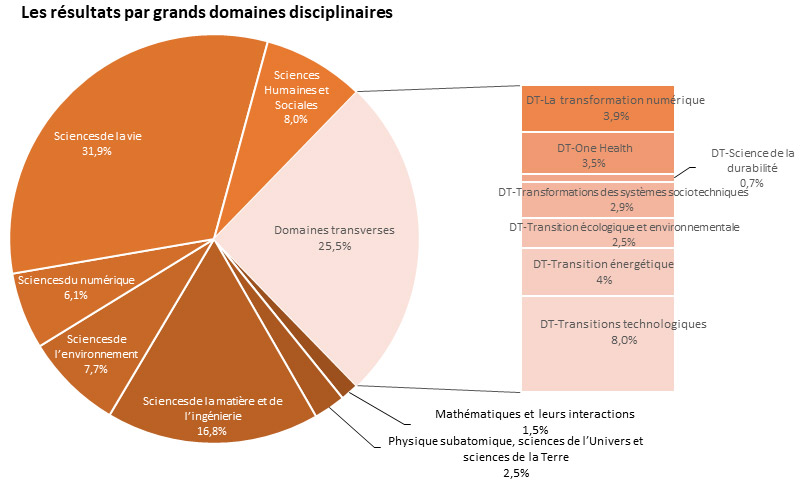 Les résultats par grands domaines disciplinaires
Sciences
Humaines et
Sociales
8,0%
Sciences de la vie
31,9%
Domaines transverses
25,5%
Sciences du numérique
6,1%
Sciences de
l'environnement
7,7%
Sciences de la matière et de
l'ingénierie
16,8%
DT-La transformation numérique
3,9%
DT-One Health
3,5%
DT-Science de la
durabilité
0,7%
DT-Transformations des systèmes sociotechniques
2,9%
DT-Transition écologique et environnementale
2,5%
DT-Transition énergétique
4%
DT-Transitions technologiques
8,0%
Mathématiques et leurs interactions
1,5%
Physique subatomique, sciences de l'Univers et
sciences de la Terre
2,5%